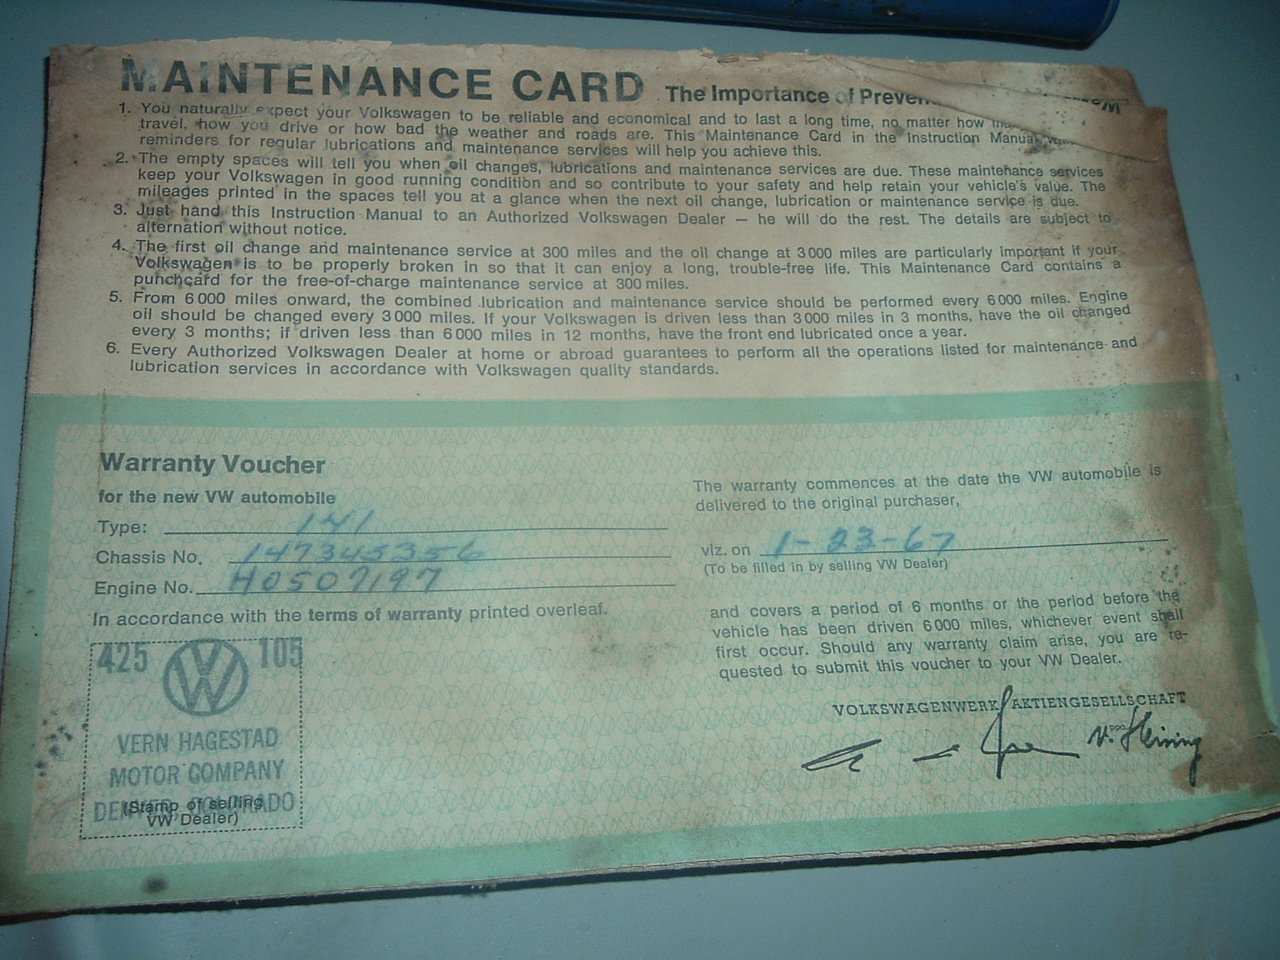 MAINTENANCE CARD The Importance of
1. You naturally expect your Volkswagen to be reliable and economical and to last a long time, no matter how
travel, how you drive or how bad the weather and roads are. This Maintenance Card in the Instruction Manual
reminders for regular lubrications and maintenance services will help you achieve this.
2. The empty spaces will tell you when oil changes, lubrications and maintenance services are due. These maintenance services
keep your Volkswagen in good running condition and so contribute to your safety and help retain your vehicle's value. The
mileages printed in the spaces tell you at a glance when the next oil change, lubrication or maintenance service is due.
3. Just hand this Instruction Manual to an Authorized Volkswagen Dealer — he will do the rest. The details are subject to
alternation without notice.
4. The first oil change and maintenance service at 300 miles and the oil change at 3000 miles are particularly important if your
Volkswagen is to be properly broken in so that it can enjoy a long, trouble-free life. This Maintenance Card contains a
punchcard for the free-of-charge maintenance service at 300 miles.
5. From 6000 miles onward, the combined lubrication and maintenance service should be performed every 6000 miles. Engine
oil should be changed every 3000 miles. If your Volkswagen is driven less than 3000 miles in 3 months, have the oil changed
every 3 months; if driven less than 6000 miles in 12 months, have the front end lubricated once a year.
6. Every Authorized Volkswagen Dealer at home or abroad guarantees to perform all the operations listed for maintenance and
lubrication services in accordance with Volkswagen quality standards.
Warranty Voucher
for the new VW automobile
Type: 141
Chassis No. 147345356
Engine No. H0507197
In accordance with the terms of warranty printed overleaf.
425 VW 105
VERN HAGESTAD
MOTOR COMPANY
DENVER, COLORADO
(Stamp of selling
VW Dealer)
The warranty commences at the date the VW automobile is
delivered to the original purchaser,
viz. on 1-23-67
(To be filled in by selling VW Dealer)
and covers a period of 6 months or the period before the
vehicle has been driven 6000 miles, whichever event shall
first occur. Should any warranty claim arise, you are re-
quested to submit this voucher to your VW Dealer.
VOLKSWAGENWERK AKTIENGESELLSCHAFT